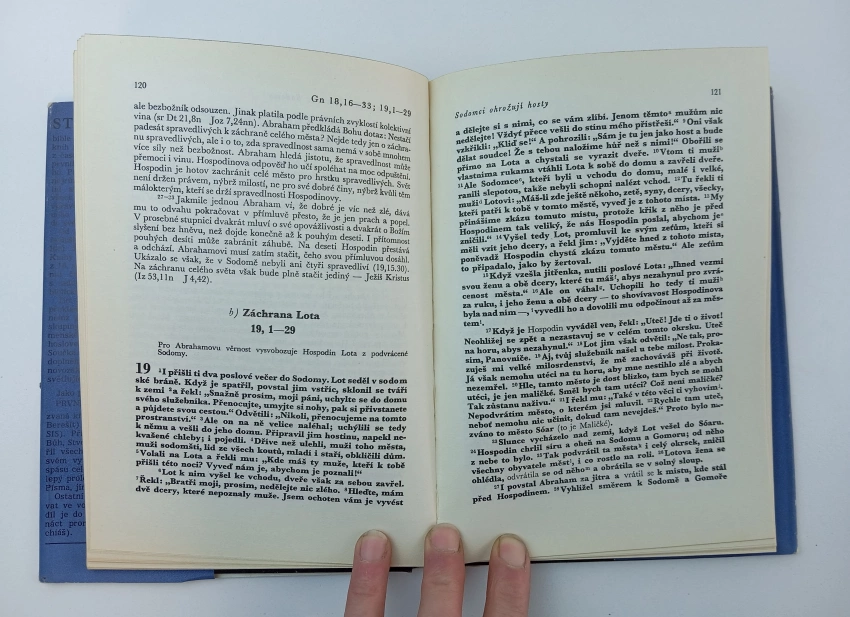 120
Gn 18,16—33; 19,1—29
ale bezbožník odsouzen. Jinak platila podle právních zvyklostí kolektivní
vina (sr Dt 21,8n Joz 7,24nn). Abraham předkládá Bohu dotaz: Nestačí
padesát spravedlivých k záchraně celého města? Nejde tedy jen o záchra-
nu spravedlivých, ale i o to, zda spravedlnost sama nemá v sobě mnohem
více síly než bezbožnost. Abraham hledá jistotu, že spravedlnost může
přemoci i vinu. Hospodinova odpověď ho učí spoléhat na moc odpuštění.
Hospodin je hotov zachránit celé město pro hrstku spravedlivých. Svět
není držen právem, nýbrž milostí, ne pro své dobré činy, nýbrž kvůli těm
málokterým, kteří se drží spravedlnosti Hospodinovy.
27—33 Jakmile jednou Abraham ví, že dobré je víc než zlé, dává
mu to odvahu pokračovat v přímluvě přesto, že je jen prach a popel.
V prosebné stupnici dvakrát mluví o své opovážlivosti a dvakrát o Božím
slyšení bez hněvu, než dojde konečně až k pouhým deseti. I přítomnost
pouhých desíti může zabránit záhubě. Na deseti Hospodin přestává
a odchází. Abrahamovi musí zatím stačit, čeho svou přímluvou dosáhl.
Ukázalo se však, že v Sodomě nebyli ani čtyři spravedliví (19,15.30).
Na záchranu celého světa však bude plně stačit jediný — Ježíš Kristus
(Iz 53,11n J 4,42).
b) Záchrana Lota
19, 1—29
Pro Abrahamovu věrnost vysvobozuje Hospodin Lota z podvrácené
Sodomy.
19 ¹I přišli ti dva poslové večer do Sodomy. Lot seděl v sodom
ské bráně. Když je spatřil, povstal jim vstříc, sklonil se tváří
k zemi ²a řekl: „Snažně prosím, moji páni, uchylte se do domu
svého služebníka. Přenocujte, umyjte si nohy, pak si přivstanete
a půjdete svou cestou.“ Odvětili: „Nikoli, přenocujeme na tomto
prostranství.“ ³Ale on na ně velice naléhal; uchýlili se tedy
k němu a vešli do jeho domu. Připravil jim hostinu, napekl ne-
kvašené chleby; i pojedli. ⁴Dříve než ulehli, muži toho města,
muži sodomští, lid ze všech koutů, mladí i staří, obklíčili dům.
⁵Volali na Lota a řekli mu: „Kde máš ty muže, kteří k tobě
přišli této noci? Vyveď nám je, abychom je poznali!“
⁶Lot k nim vyšel ke vchodu, dveře však za sebou zavřel.
⁷Řekl: „Bratří moji, prosím, nedělejte nic zlého. ⁸Hleďte, mám
dvě dcery, které nepoznaly muže. Jsem ochoten vám je vyvést
Sodomci ohrožují hosty
121
a dělejte si s nimi, co se vám zlíbí. Jenom těmto mužům nic
nedělejte! Vždyť přece vešli do stínu mého přístřeší.“ ⁹Oni však
vzkřikli: „Kliď se!“ A pohrozili: „Sám je tu jen jako host a bude
dělat soudce! Že s tebou naložíme hůř než s nimi!“ Obořili se
přímo na Lota a chystali se vyrazit dveře. ¹⁰Vtom ti muži
vlastníma rukama vtáhli Lota k sobě do domu a zavřeli dveře.
¹¹Ale Sodomce, kteří byli u vchodu do domu, malé i velké,
ranili slepotou, takže nebyli schopni nalézt vchod. ¹²Tu řekli ti
muži Lotovi: „Máš-li zde ještě někoho, zetě, syny, dcery, všecky,
kteří patří k tobě v tomto městě, vyveď je z tohoto místa. ¹³My
přinášíme zkázu tomuto místu, protože křik z něho je před
Hospodinem tak veliký, že nás Hospodin poslal, abychom je
zničili.“ ¹⁴Vyšel tedy Lot, promluvil ke svým zeťům, kteří si
měli vzít jeho dcery, a řekl jim: „Vyjděte hned z tohoto místa,
poněvadž Hospodin chystá zkázu tomuto městu.“ Ale zeťům
to připadalo, jako by žertoval.
¹⁵Když vzešla jitřenka, nutili poslové Lota: „Ihned vezmi
svou ženu a obě dcery, které tu máš, abys nezahynul pro zvrá-
cenost města.“ ¹⁶Ale on váhal. Uchopili ho tedy ti muži
za ruku, i jeho ženu a obě dcery — to shovívavost Hospodinova
byla nad ním —, vyvedli ho a dovolili mu odpočinout až za měs-
tem.
¹⁷Když je Hospodin vyváděl ven, řekl: „Uteč! Jde ti o život!
Neohlížej se zpět a nezastavuj se v celém tomto okrsku. Uteč
na horu, abys nezahynul.“ ¹⁸Lot jim však odvětil: „Ne tak, pro-
sím, Panovníče. ¹⁹Aj, tvůj služebník našel u tebe milost. Proka-
zuješ mi velké milosrdenství, že mě zachováváš při životě.
Já však nemohu utéci na tu horu, aby mne nestihlo zlé a abych
nezemřel. ²⁰Hle, tamto město je dost blízko, tam bych se mohl
utéci, je jen maličké. Směl bych tam utéci? Což není maličké?
Tak zůstanu naživu.“ ²¹I řekl mu: „Také v této věci ti vyhovím.
Nepodvrátím město, o kterém jsi mluvil. ²²Rychle tam uteč,
neboť nemohu nic učinit, dokud tam nevejdeš.“ Proto bylo na-
zváno to město Sóar (to je Maličké).
²³Slunce vycházelo nad zemí, když Lot vešel do Sóaru.
²⁴Hospodin chrlil síru a oheň na Sodomu a Gomoru; od něho
z nebe to bylo. ²⁵Tak podvrátil ta města i celý okrsek, zničil
všechny obyvatele měst i, co rostlo na roli. ²⁶Lotova žena se
ohlédla, odvrátila se od něho a obrátila se v solný sloup.
²⁷I povstal Abraham za jitra a vrátil se k místu, kde stál
před Hospodinem. ²⁸Vyhlížel směrem k Sodomě a Gomoře